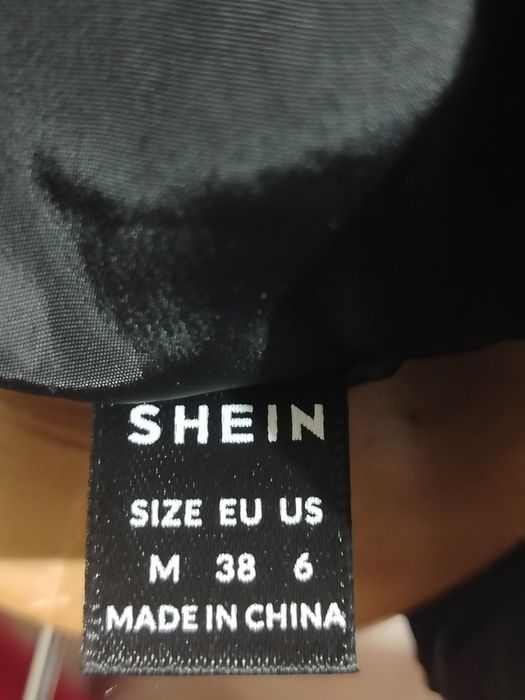 SHEIN
SIZE EU US
M 38 6
MADE IN CHINA